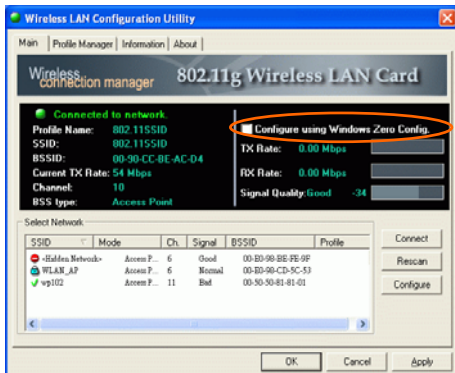 Wireless LAN Configuration Utility
Main Profile Manager Information About
Wireless connection manager 802.11g Wireless LAN Card
Connected to network.
Profile Name: 802.11SSID
SSID: 802.11SSID
BSSID: 00-90-CC-BE-AC-D4
Current TX Rate: 54 Mbps
Channel: 10
BSS type: Access Point
Configure using Windows Zero Config.
TX Rate: 0.00 Mbps
RX Rate: 0.00 Mbps
Signal Quality: Good -34
Select Network
SSID Mode Ch. Signal BSSID Profile
<Hidden Network> Access P... 6 Good 00-E0-98-BE-FE-9F
WLAN_AP Access P... 6 Normal 00-E0-98-CD-5C-53
wp102 Access P... 11 Bad 00-50-50-81-81-01
Connect
Rescan
Configure
OK Cancel Apply